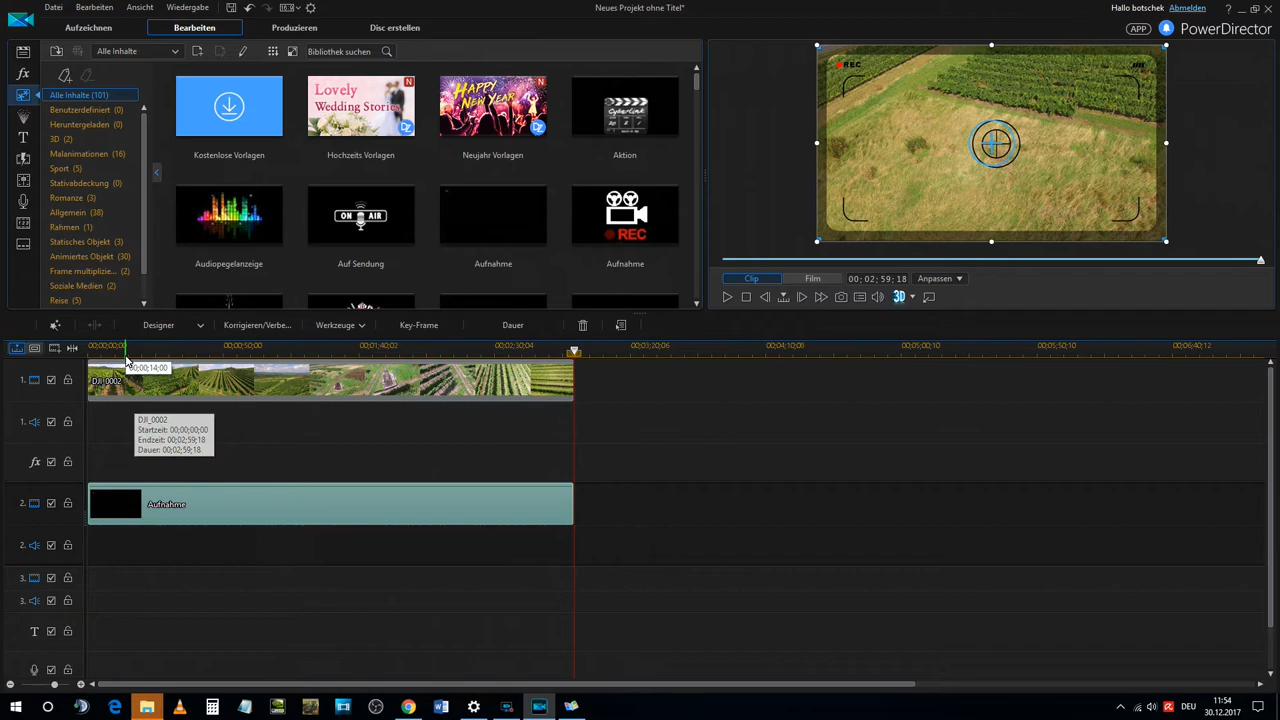 Datei Bearbeiten Ansicht Wiedergabe
Neues Projekt ohne Titel*
Hallo botschek Abmelden
Aufzeichnen Bearbeiten Produzieren Disc erstellen
APP PowerDirector
Alle Inhalte Bibliothek suchen
Alle Inhalte (101)
Benutzerdefiniert (0)
Heruntergeladen (0)
3D (2)
Malanimationen (16)
Sport (5)
Stativabdeckung (0)
Romanze (3)
Allgemein (38)
Rahmen (1)
Statisches Objekt (3)
Animiertes Objekt (30)
Frame multiplizie... (2)
Soziale Medien (2)
Reise (5)
Lovely
Wedding Stories
N
HAPPY
NEW YEAR
N
CyberLink
Kostenlose Vorlagen Hochzeits Vorlagen Neujahr Vorlagen Aktion
ON AIR
REC
Audiopegelanzeige Auf Sendung Aufnahme Aufnahme
REC
Clip Film 00; 02; 59; 18 Anpassen
3D
Designer Korrigieren/Verbe... Werkzeuge Key-Frame Dauer
00;00;00;00 00;00;50;00 00;01;40;02 00;02;30;04 00;03;20;06 00;04;10;08 00;05;00;10 00;05;50;10 00;06;40;12
00;00;14;00
1. DJI_0002
1.
DJI_0002
Startzeit: 00;00;00;00
Endzeit: 00;02;59;18
Dauer: 00;02;59;18
fx
2. Aufnahme
2.
3.
3.
T
DEU
11:54
30.12.2017